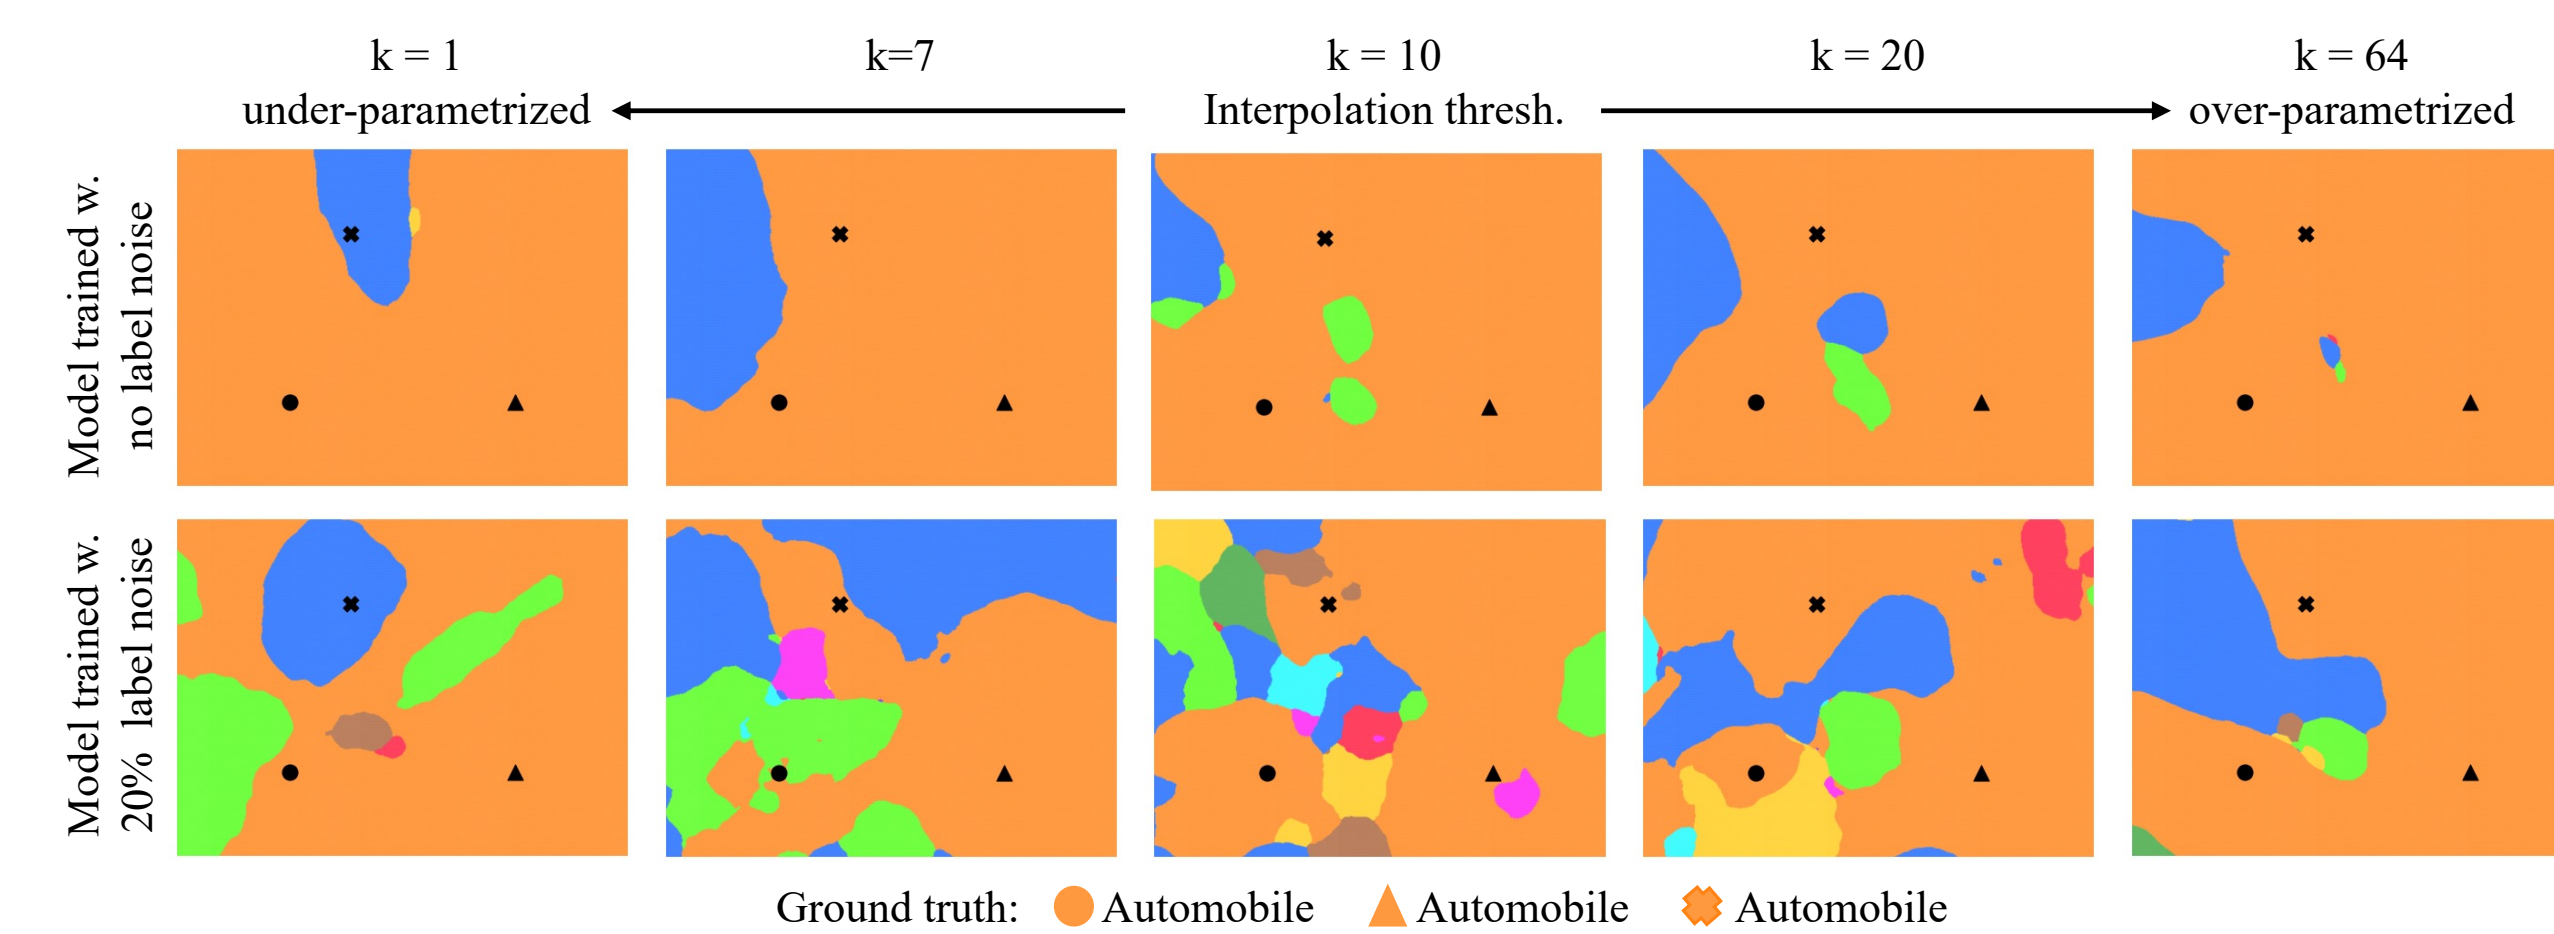 k = 1
k=7
k = 10
k = 20
k = 64
under-parametrized
Interpolation thresh.
over-parametrized
Model trained w.
no label noise
Model trained w.
20% label noise
Ground truth: Automobile Automobile Automobile